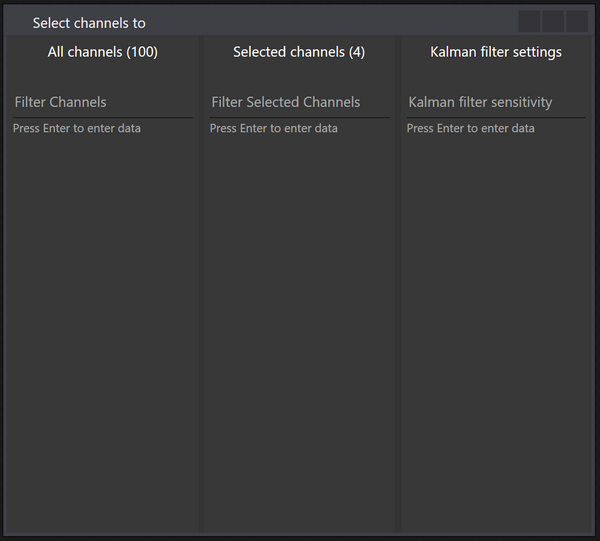 Select channels to
All channels (100)
Selected channels (4)
Kalman filter settings
Filter Channels
Filter Selected Channels
Kalman filter sensitivity
Press Enter to enter data
Press Enter to enter data
Press Enter to enter data